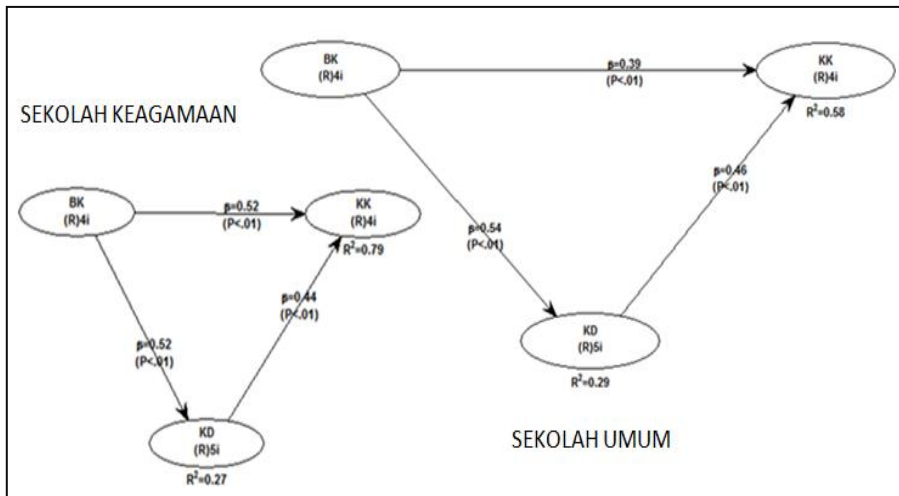 SEKOLAH KEAGAMAAN
BK
(R)4i
β=0.52
(P<.01)
KK
(R)4i
R²=0.79
β=0.52
(P<.01)
β=0.44
(P<.01)
KD
(R)5i
R²=0.27
BK
(R)4i
β=0.39
(P<.01)
KK
(R)4i
R²=0.58
β=0.54
(P<.01)
β=0.46
(P<.01)
KD
(R)5i
R²=0.29
SEKOLAH UMUM